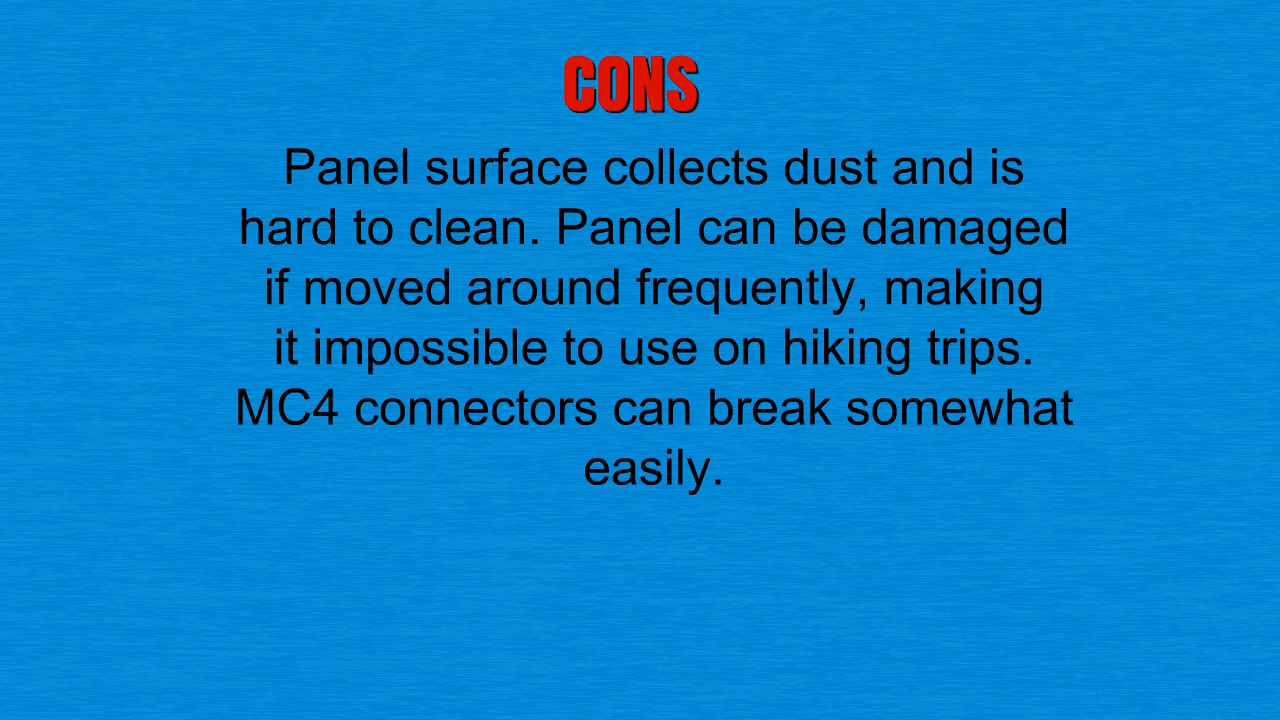 CONS
Panel surface collects dust and is
hard to clean. Panel can be damaged
if moved around frequently, making
it impossible to use on hiking trips.
MC4 connectors can break somewhat
easily.